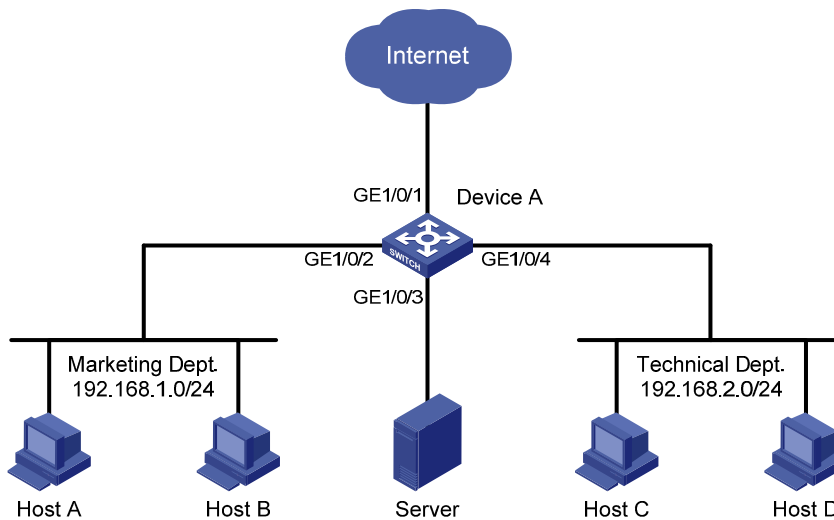 Internet
GE1/0/1
Device A
GE1/0/2
SWITCH
GE1/0/4
GE1/0/3
Marketing Dept.
192.168.1.0/24
Technical Dept.
192.168.2.0/24
Host A
Host B
Server
Host C
Host D